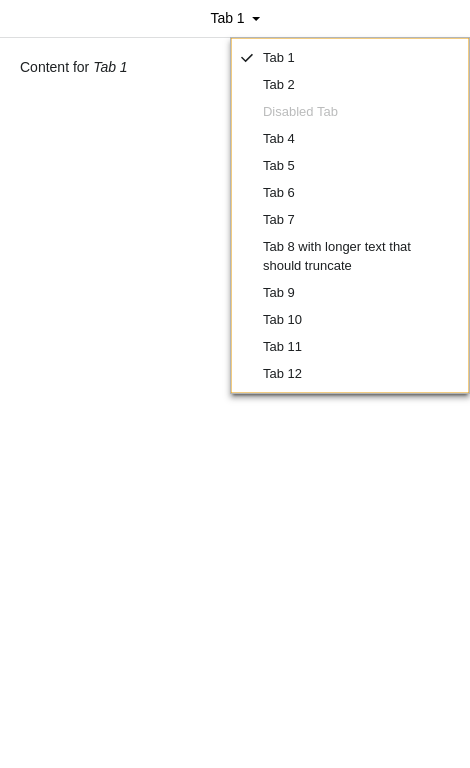 Tab 1
Content for Tab 1
Tab 1
Tab 2
Disabled Tab
Tab 4
Tab 5
Tab 6
Tab 7
Tab 8 with longer text that
should truncate
Tab 9
Tab 10
Tab 11
Tab 12